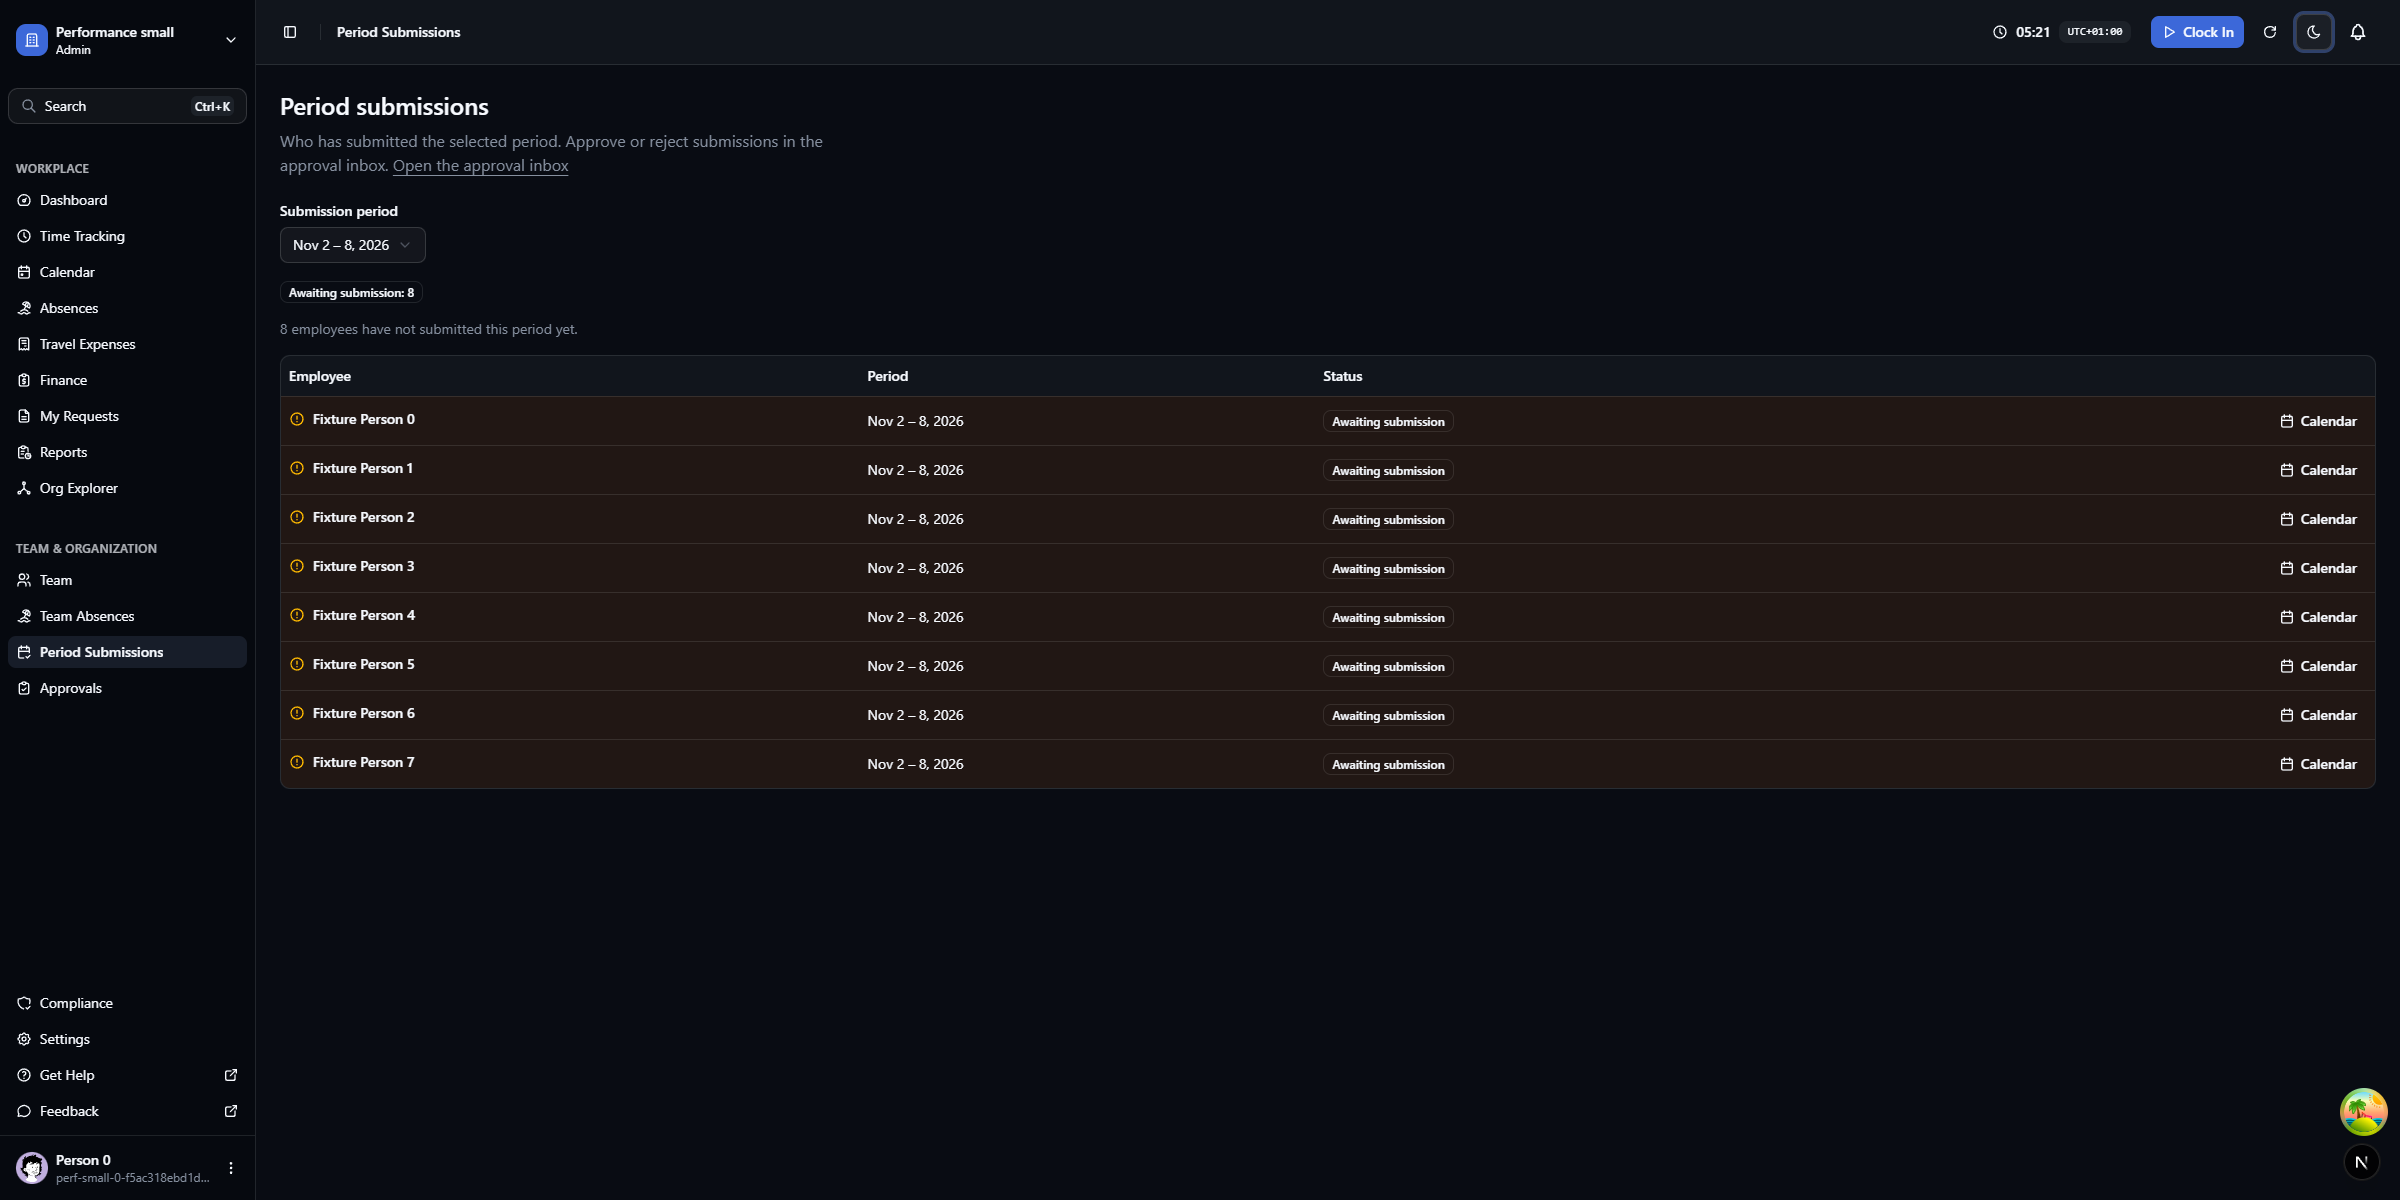 Performance small
Admin
Search
Ctrl+K
WORKPLACE
Dashboard
Time Tracking
Calendar
Absences
Travel Expenses
Finance
My Requests
Reports
Org Explorer
TEAM & ORGANIZATION
Team
Team Absences
Period Submissions
Approvals
Compliance
Settings
Get Help
Feedback
Person 0
perf-small-0-f5ac318ebd1d...
Period Submissions
05:21
UTC+01:00
Clock In
Period submissions
Who has submitted the selected period. Approve or reject submissions in the
approval inbox. Open the approval inbox
Submission period
Nov 2 – 8, 2026
Awaiting submission: 8
8 employees have not submitted this period yet.
Employee Period Status
Fixture Person 0 Nov 2 – 8, 2026 Awaiting submission Calendar
Fixture Person 1 Nov 2 – 8, 2026 Awaiting submission Calendar
Fixture Person 2 Nov 2 – 8, 2026 Awaiting submission Calendar
Fixture Person 3 Nov 2 – 8, 2026 Awaiting submission Calendar
Fixture Person 4 Nov 2 – 8, 2026 Awaiting submission Calendar
Fixture Person 5 Nov 2 – 8, 2026 Awaiting submission Calendar
Fixture Person 6 Nov 2 – 8, 2026 Awaiting submission Calendar
Fixture Person 7 Nov 2 – 8, 2026 Awaiting submission Calendar
N